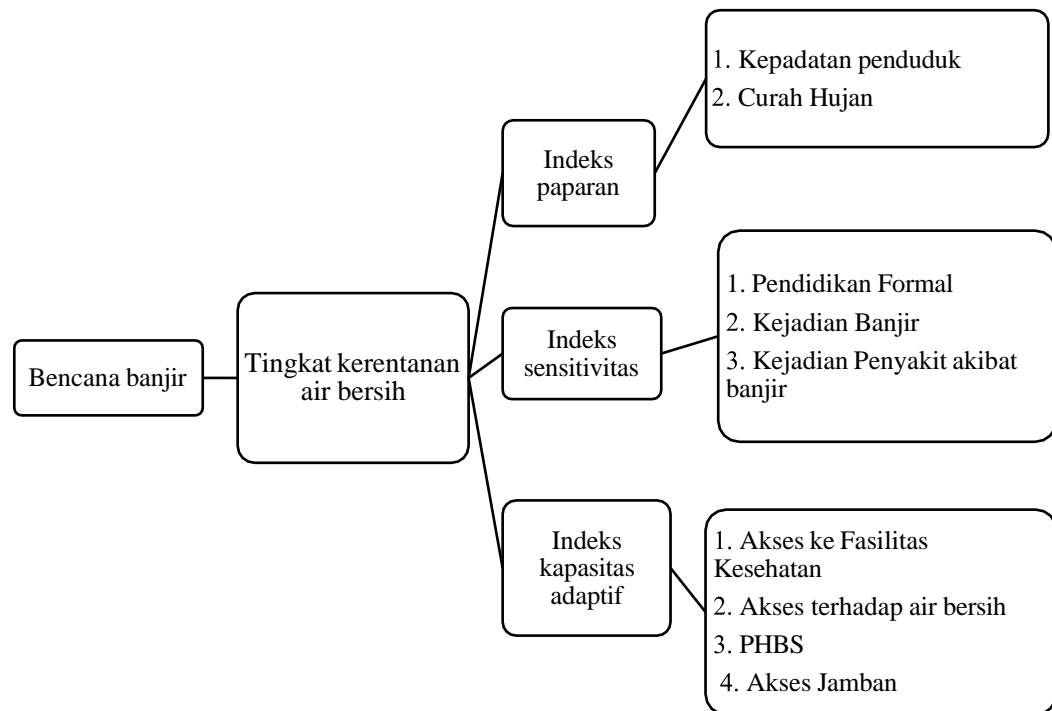 Bencana banjir
Tingkat kerentanan
air bersih
Indeks
paparan
1. Kepadatan penduduk
2. Curah Hujan
Indeks
sensitivitas
1. Pendidikan Formal
2. Kejadian Banjir
3. Kejadian Penyakit akibat
banjir
Indeks
kapasitas
adaptif
1. Akses ke Fasilitas
Kesehatan
2. Akses terhadap air bersih
3. PHBS
4. Akses Jamban